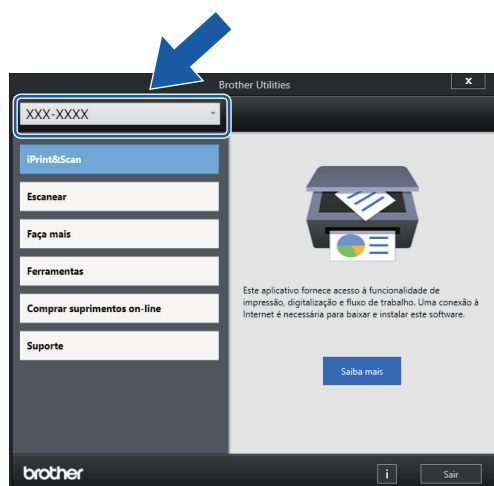 Brother Utilities
x
XXX-XXXX
iPrint&Scan
Escanear
Faça mais
Ferramentas
Comprar suprimentos on-line
Suporte
Este aplicativo fornece acesso à funcionalidade de
impressão, digitalização e fluxo de trabalho. Uma conexão à
Internet é necessária para baixar e instalar este software.
Saiba mais
brother
i
Sair